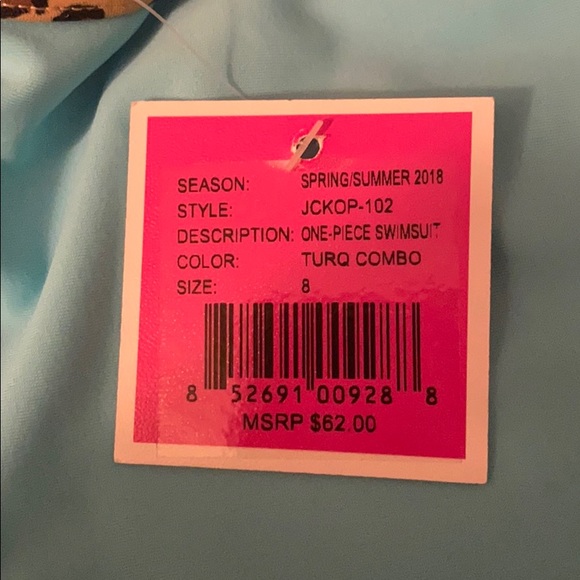 SEASON: SPRING/SUMMER 2018
STYLE: JCKOP-102
DESCRIPTION: ONE-PIECE SWIMSUIT
COLOR: TURQ COMBO
SIZE: 8
8 52691 00928 8
MSRP $62.00